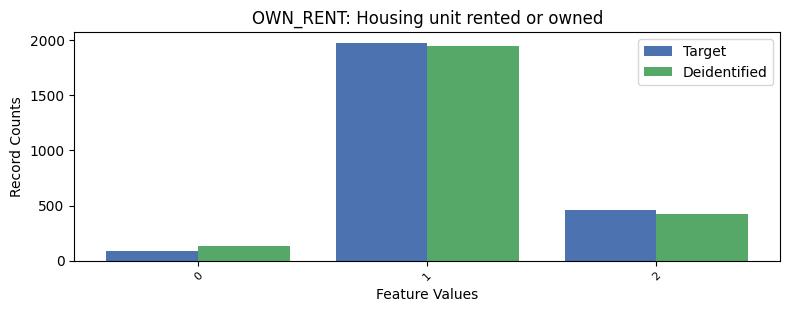 OWN_RENT: Housing unit rented or owned
Record Counts
2000
1500
1000
500
0
Target
Deidentified
0
1
2
Feature Values